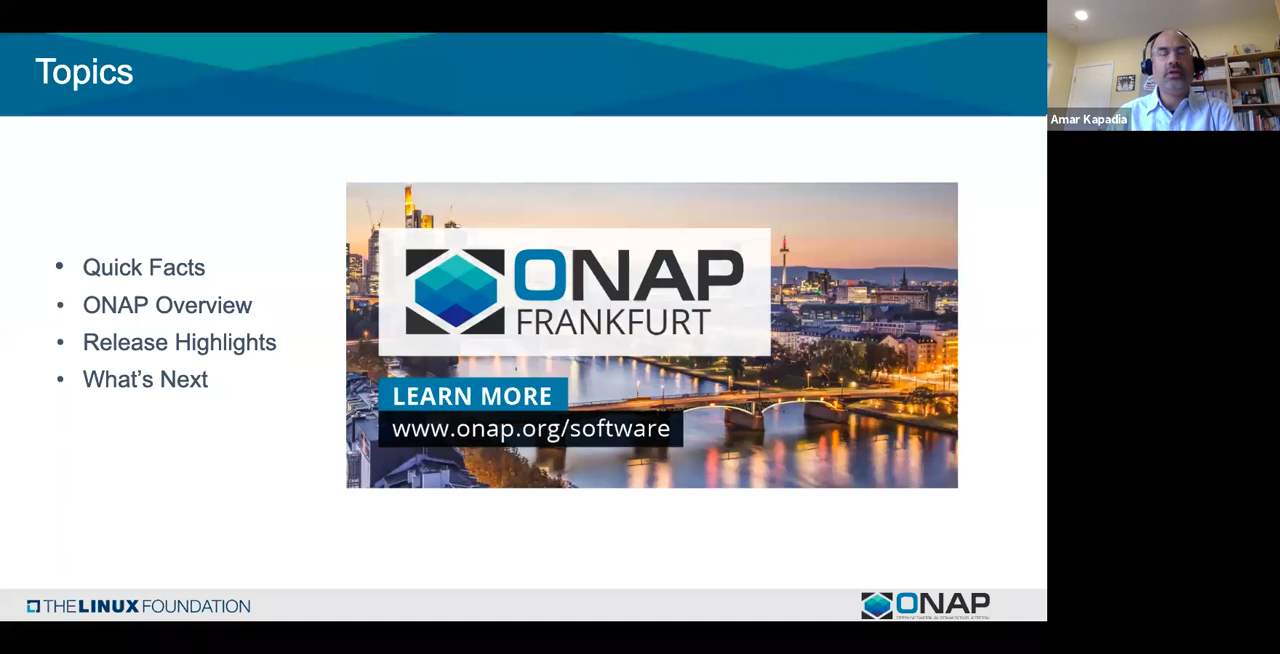 Topics
Amar Kapadia
• Quick Facts
• ONAP Overview
• Release Highlights
• What's Next
ONAP
FRANKFURT
LEARN MORE
www.onap.org/software
THE LINUX FOUNDATION
ONAP